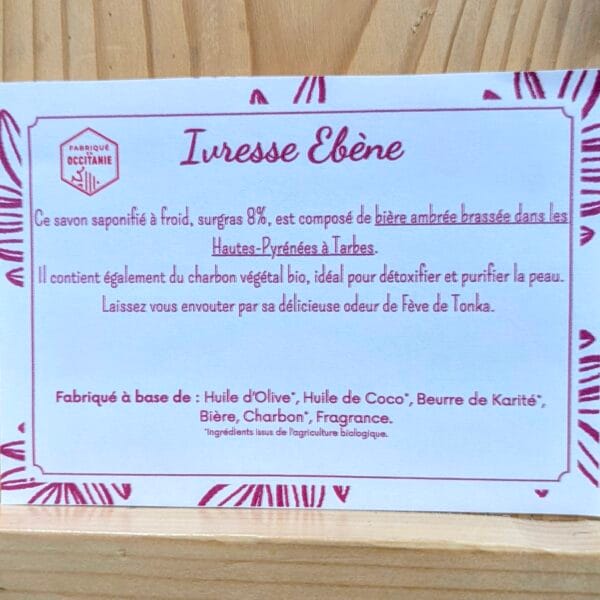 FABRIQUÉ
EN
OCCITANIE
Ivresse Ebène
Ce savon saponifié à froid, surgras 8%, est composé de bière ambrée brassée dans les
Hautes-Pyrénées à Tarbes.
Il contient également du charbon végétal bio, idéal pour détoxifier et purifier la peau.
Laissez vous envouter par sa délicieuse odeur de Fève de Tonka.
Fabriqué à base de : Huile d'Olive*, Huile de Coco*, Beurre de Karité*,
Bière, Charbon*, Fragrance.
*Ingrédients issus de l'agriculture biologique.